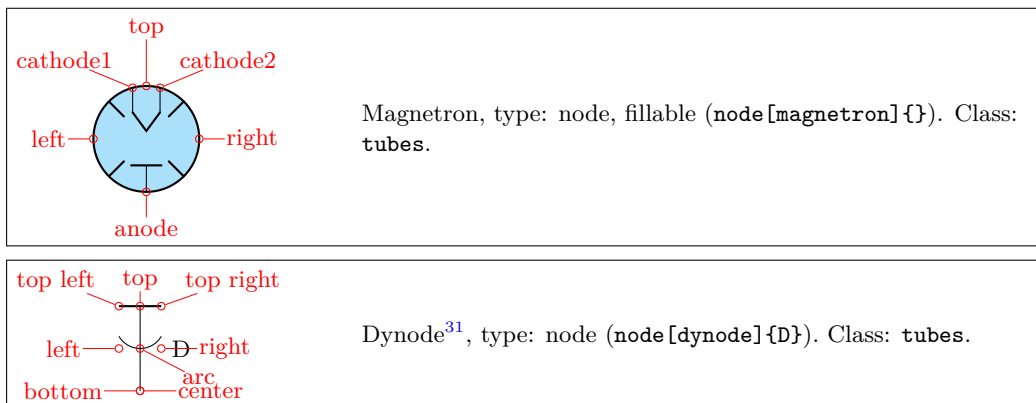 top
cathode1 cathode2
left right
anode
Magnetron, type: node, fillable (node[magnetron]{}). Class:
tubes.
top left top top right
left D right
arc
bottom center
Dynode31, type: node (node[dynode]{D}). Class: tubes.